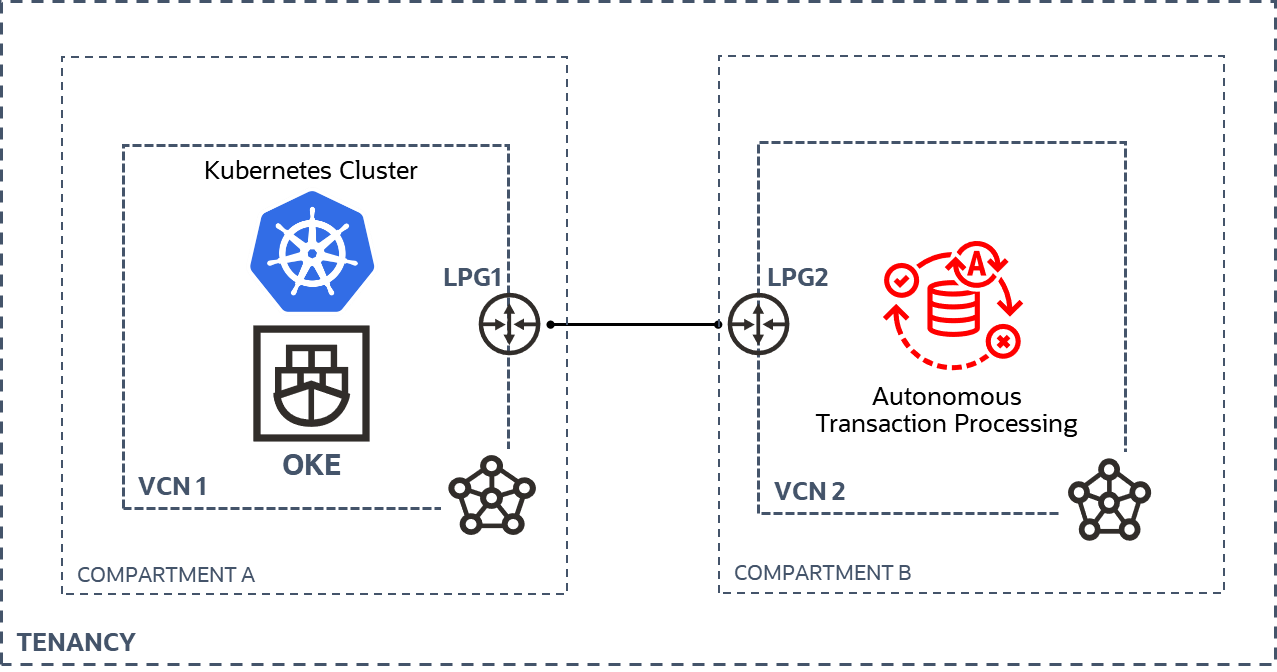 Kubernetes Cluster
LPG1
OKE
VCN 1
COMPARTMENT A
LPG2
A
Autonomous
Transaction Processing
VCN 2
COMPARTMENT B
TENANCY